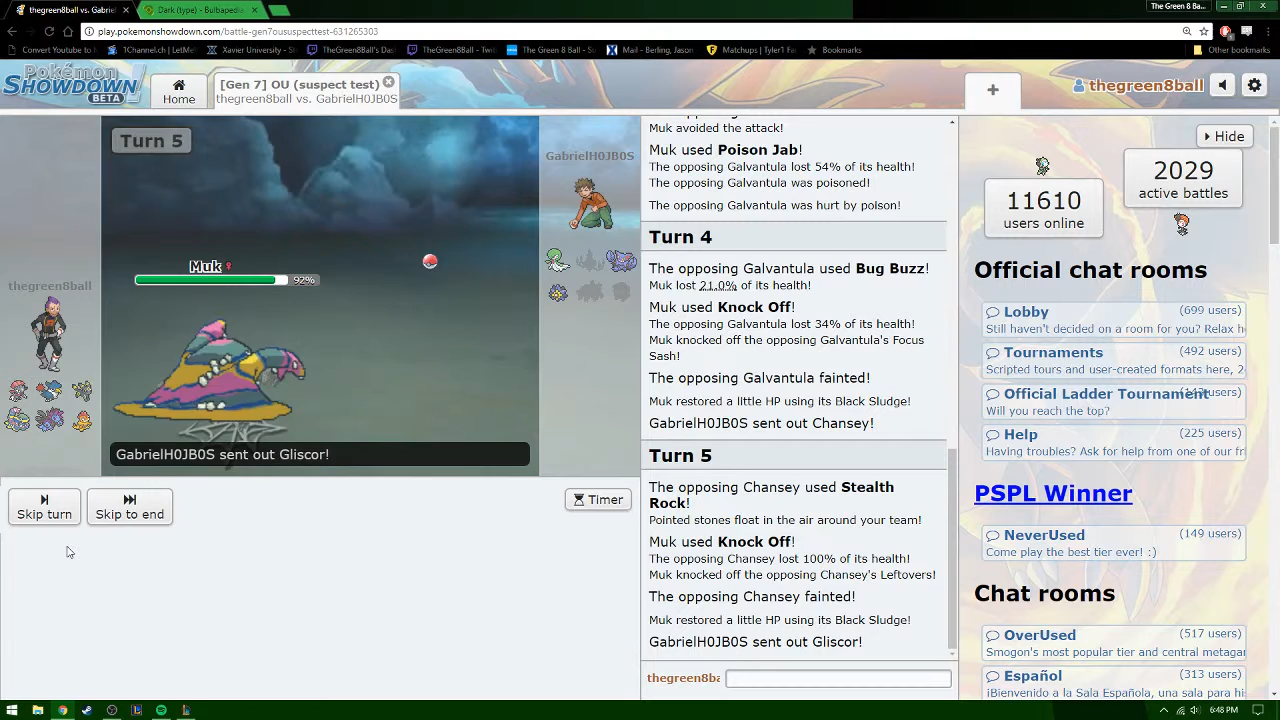 thegreen8ball vs. Gabriel
Dark (type) - Bulbapedia
The Green 8 Ba...
play.pokemonshowdown.com/battle-gen7oususpecttest-631265303
Convert Youtube to M
1Channel.ch | LetMe
Xavier University - St
TheGreen8Ball's Dash
TheGreen8Ball - Twit
The Green 8 Ball - Su
Mail - Berling, Jason
Matchups | Tyler1 Fa
Bookmarks
Other bookmarks
Pokémon
SHOWDOWN
BETA
Home
[Gen 7] OU (suspect test)
thegreen8ball vs. GabrielH0JB0S
thegreen8ball
Turn 5
GabrielH0JB0S
Muk
92%
thegreen8ball
GabrielH0JB0S sent out Gliscor!
Skip turn
Skip to end
Timer
Muk avoided the attack!
Muk used Poison Jab!
The opposing Galvantula lost 54% of its health!
The opposing Galvantula was poisoned!
The opposing Galvantula was hurt by poison!
Turn 4
The opposing Galvantula used Bug Buzz!
Muk lost 21.0% of its health!
Muk used Knock Off!
The opposing Galvantula lost 34% of its health!
Muk knocked off the opposing Galvantula's Focus
Sash!
The opposing Galvantula fainted!
Muk restored a little HP using its Black Sludge!
GabrielH0JB0S sent out Chansey!
Turn 5
The opposing Chansey used Stealth
Rock!
Pointed stones float in the air around your team!
Muk used Knock Off!
The opposing Chansey lost 100% of its health!
Muk knocked off the opposing Chansey's Leftovers!
The opposing Chansey fainted!
Muk restored a little HP using its Black Sludge!
GabrielH0JB0S sent out Gliscor!
thegreen8ba
Hide
11610
users online
2029
active battles
Official chat rooms
Lobby
(699 users)
Still haven't decided on a room for you? Relax h
Tournaments
(492 users)
Scripted tours and user-created formats here, 2
Official Ladder Tournament
Will you reach the top?
Help
(225 users)
Having troubles? Ask for help from one of our fr
PSPL Winner
NeverUsed
(149 users)
Come play the best tier ever! :)
Chat rooms
OverUsed
(517 users)
Smogon's most popular tier and central metagar
Español
(313 users)
¡Bienvenido a la Sala Española, una sala para hi
6:48 PM